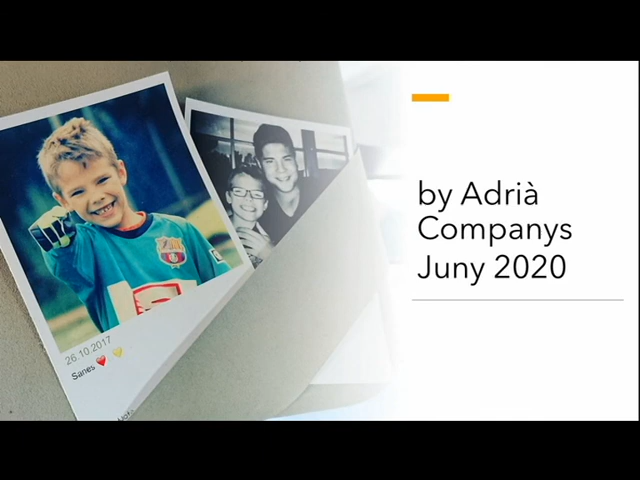 by Adrià
Companys
Juny 2020
26.10.2017
Sanes ❤️ 💛